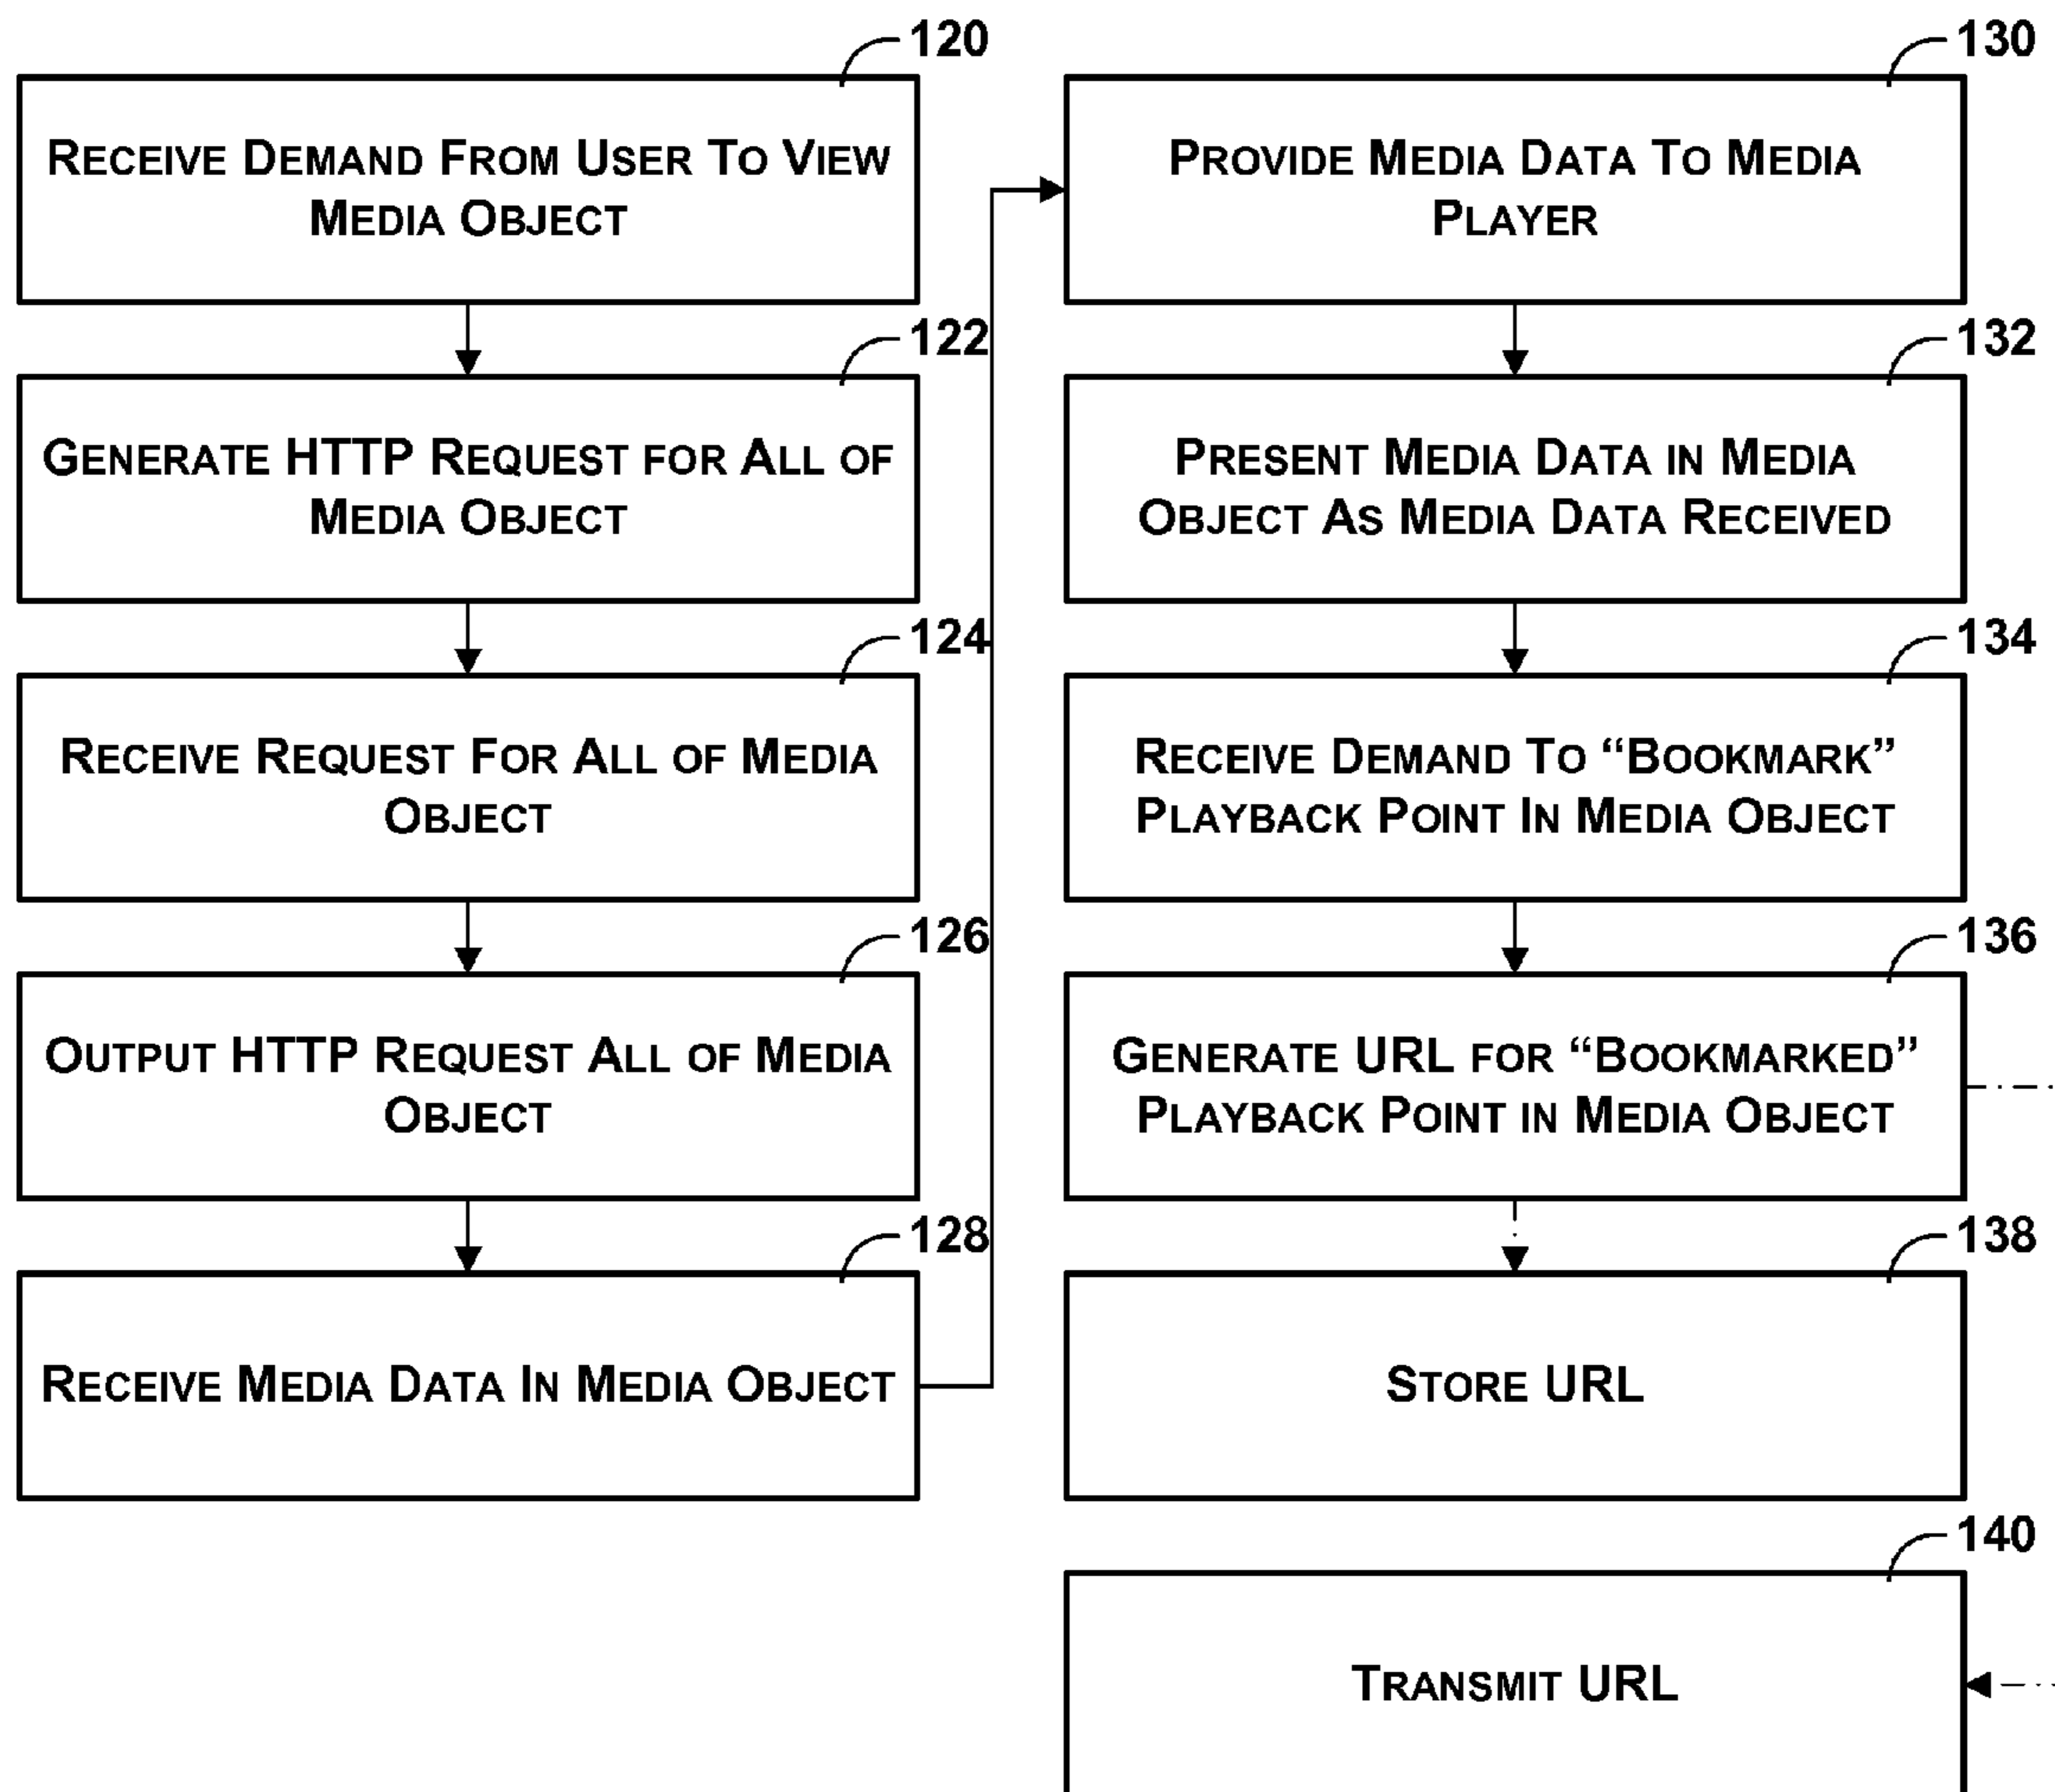 120
RECEIVE DEMAND FROM USER TO VIEW
MEDIA OBJECT
122
GENERATE HTTP REQUEST FOR ALL OF
MEDIA OBJECT
124
RECEIVE REQUEST FOR ALL OF MEDIA
OBJECT
126
OUTPUT HTTP REQUEST ALL OF MEDIA
OBJECT
128
RECEIVE MEDIA DATA IN MEDIA OBJECT
130
PROVIDE MEDIA DATA TO MEDIA
PLAYER
132
PRESENT MEDIA DATA IN MEDIA
OBJECT AS MEDIA DATA RECEIVED
134
RECEIVE DEMAND TO “BOOKMARK”
PLAYBACK POINT IN MEDIA OBJECT
136
GENERATE URL FOR “BOOKMARKED”
PLAYBACK POINT IN MEDIA OBJECT
138
STORE URL
140
TRANSMIT URL